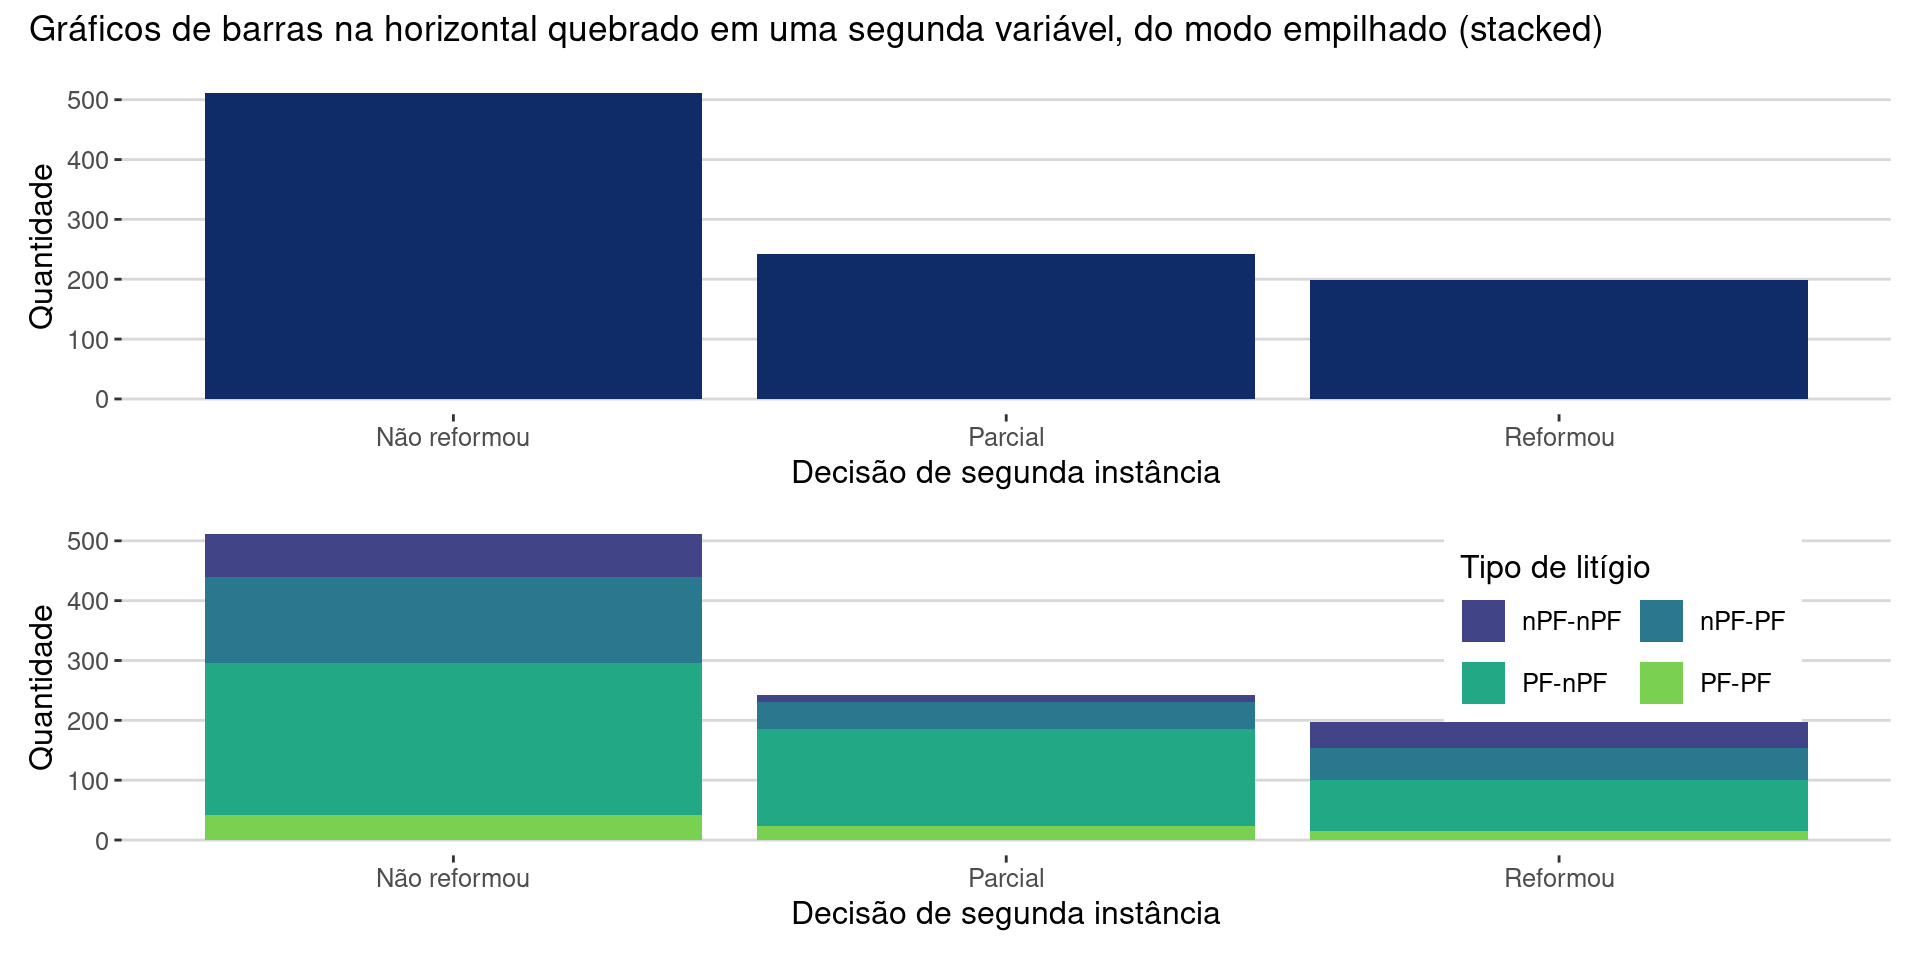 Gráficos de barras na horizontal quebrado em uma segunda variável, do modo empilhado (stacked)
Quantidade
500
400
300
200
100
0
Não reformou
Parcial
Reformou
Decisão de segunda instância
Quantidade
500
400
300
200
100
0
Tipo de litígio
nPF-nPF
nPF-PF
PF-nPF
PF-PF
Não reformou
Parcial
Reformou
Decisão de segunda instância